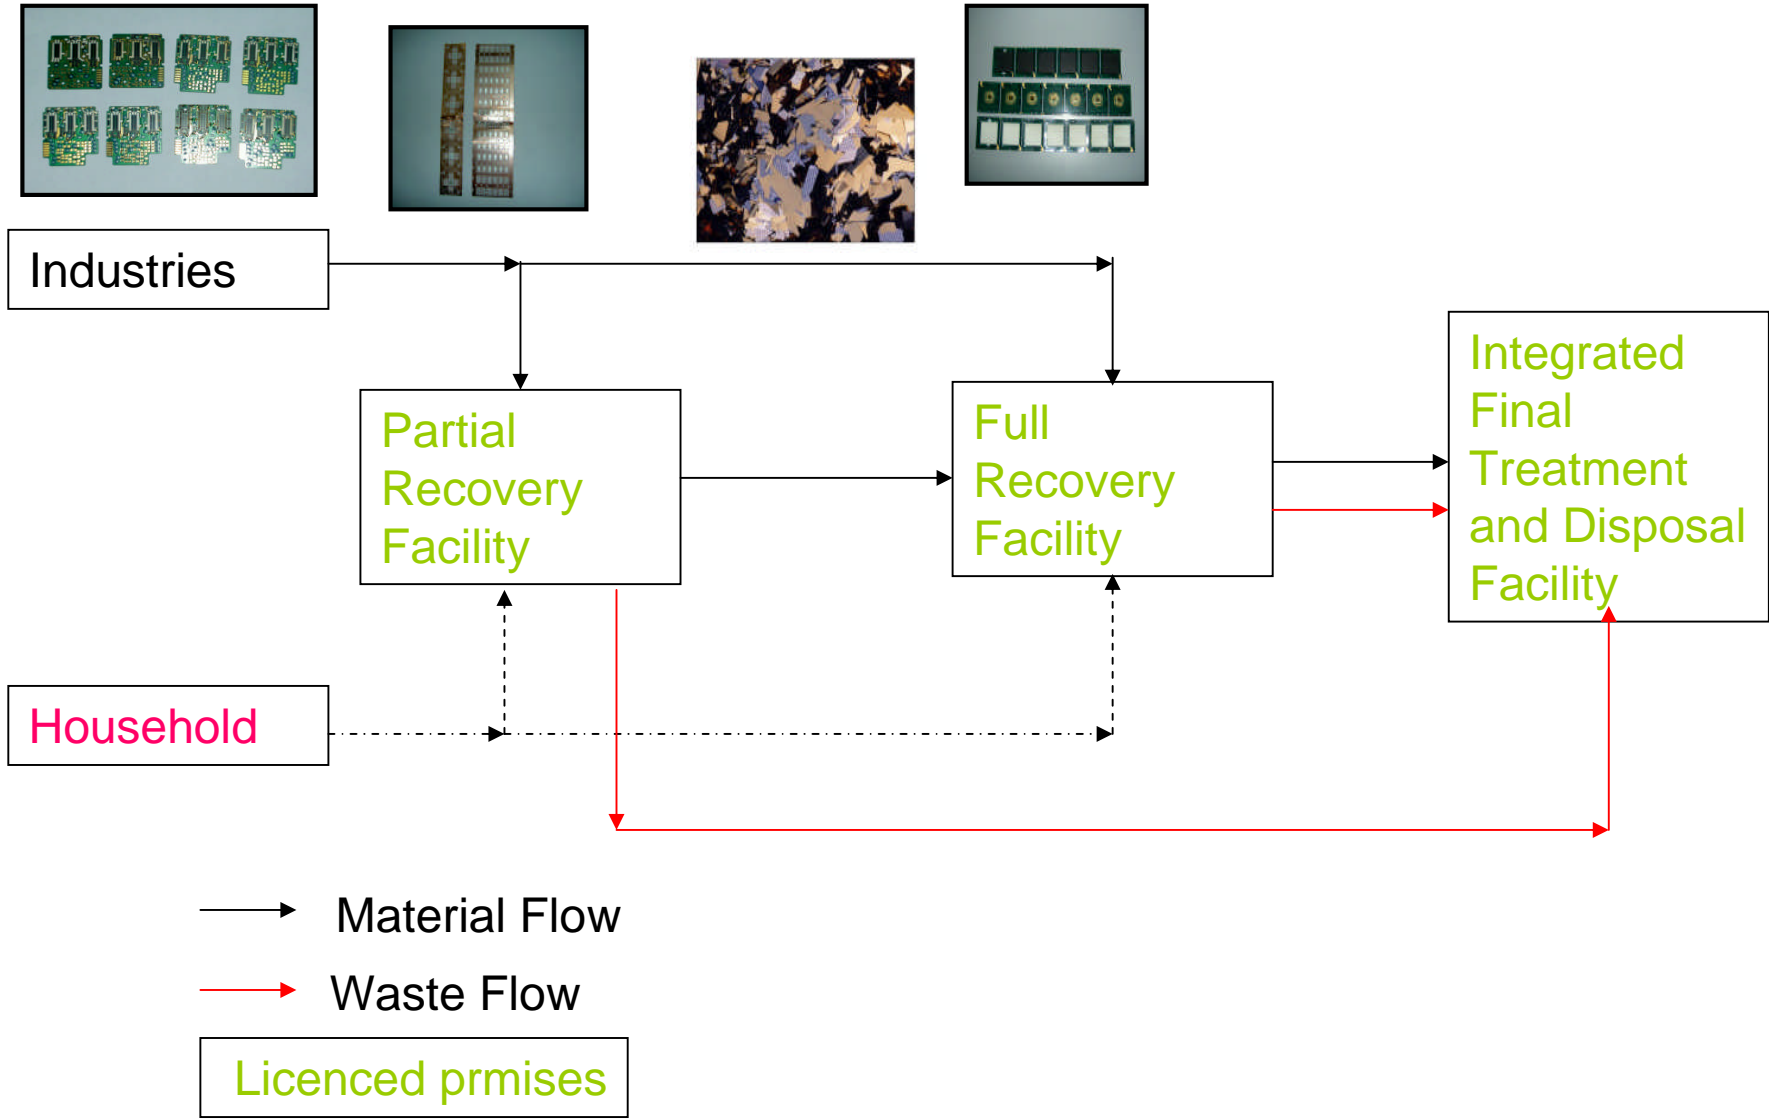 Industries
Partial
Recovery
Facility
Full
Recovery
Facility
Integrated
Final
Treatment
and Disposal
Facility
Household
Material Flow
Waste Flow
Licenced prmises